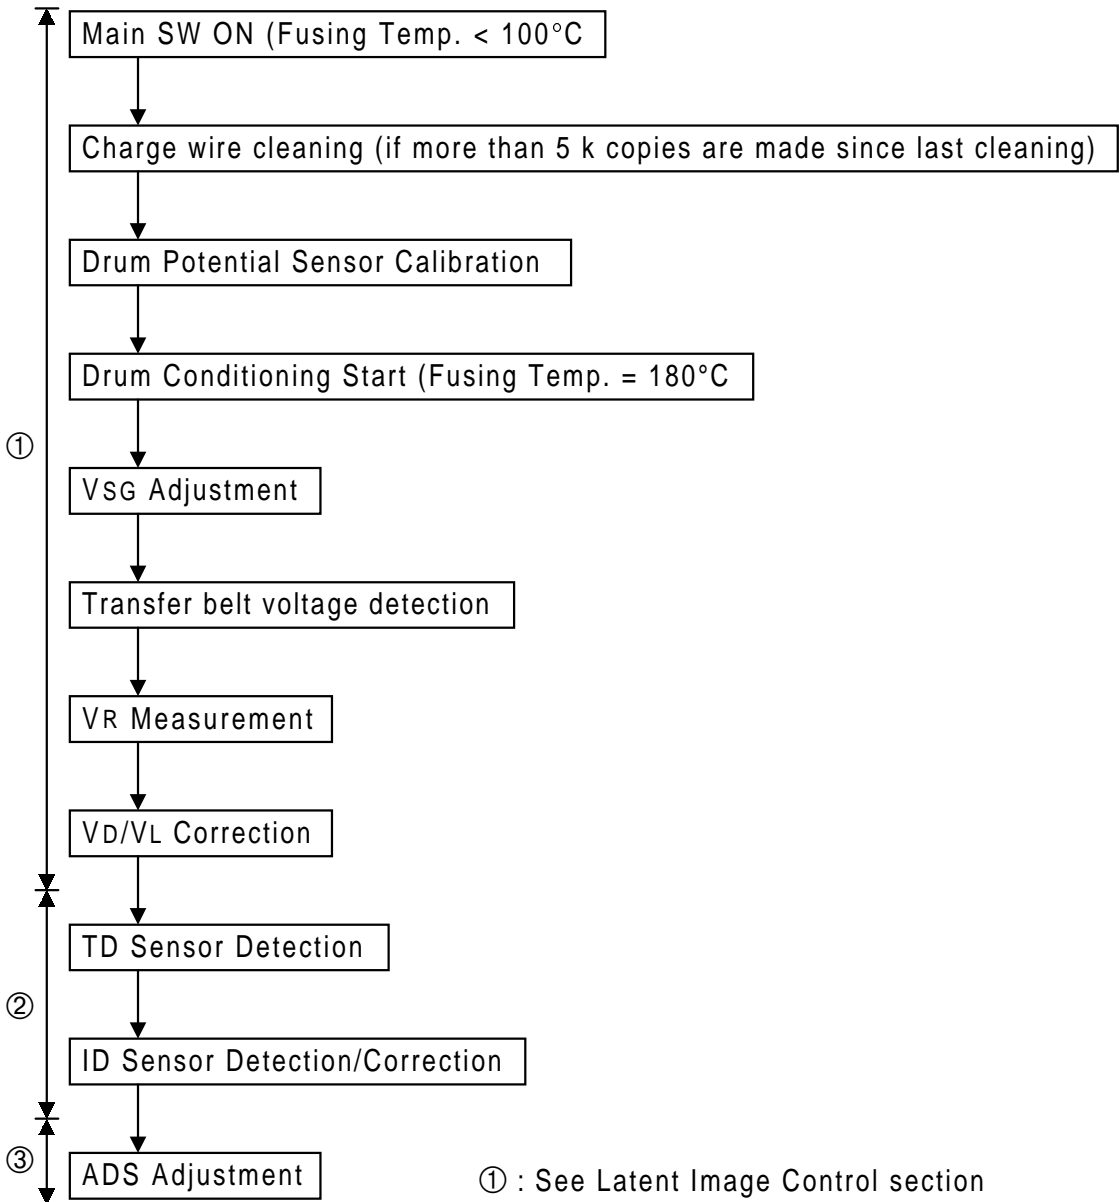 Main SW ON (Fusing Temp. < 100°C
Charge wire cleaning (if more than 5 k copies are made since last cleaning)
Drum Potential Sensor Calibration
Drum Conditioning Start (Fusing Temp. = 180°C
①
VSG Adjustment
Transfer belt voltage detection
VR Measurement
VD/VL Correction
TD Sensor Detection
②
ID Sensor Detection/Correction
③
ADS Adjustment
① : See Latent Image Control section